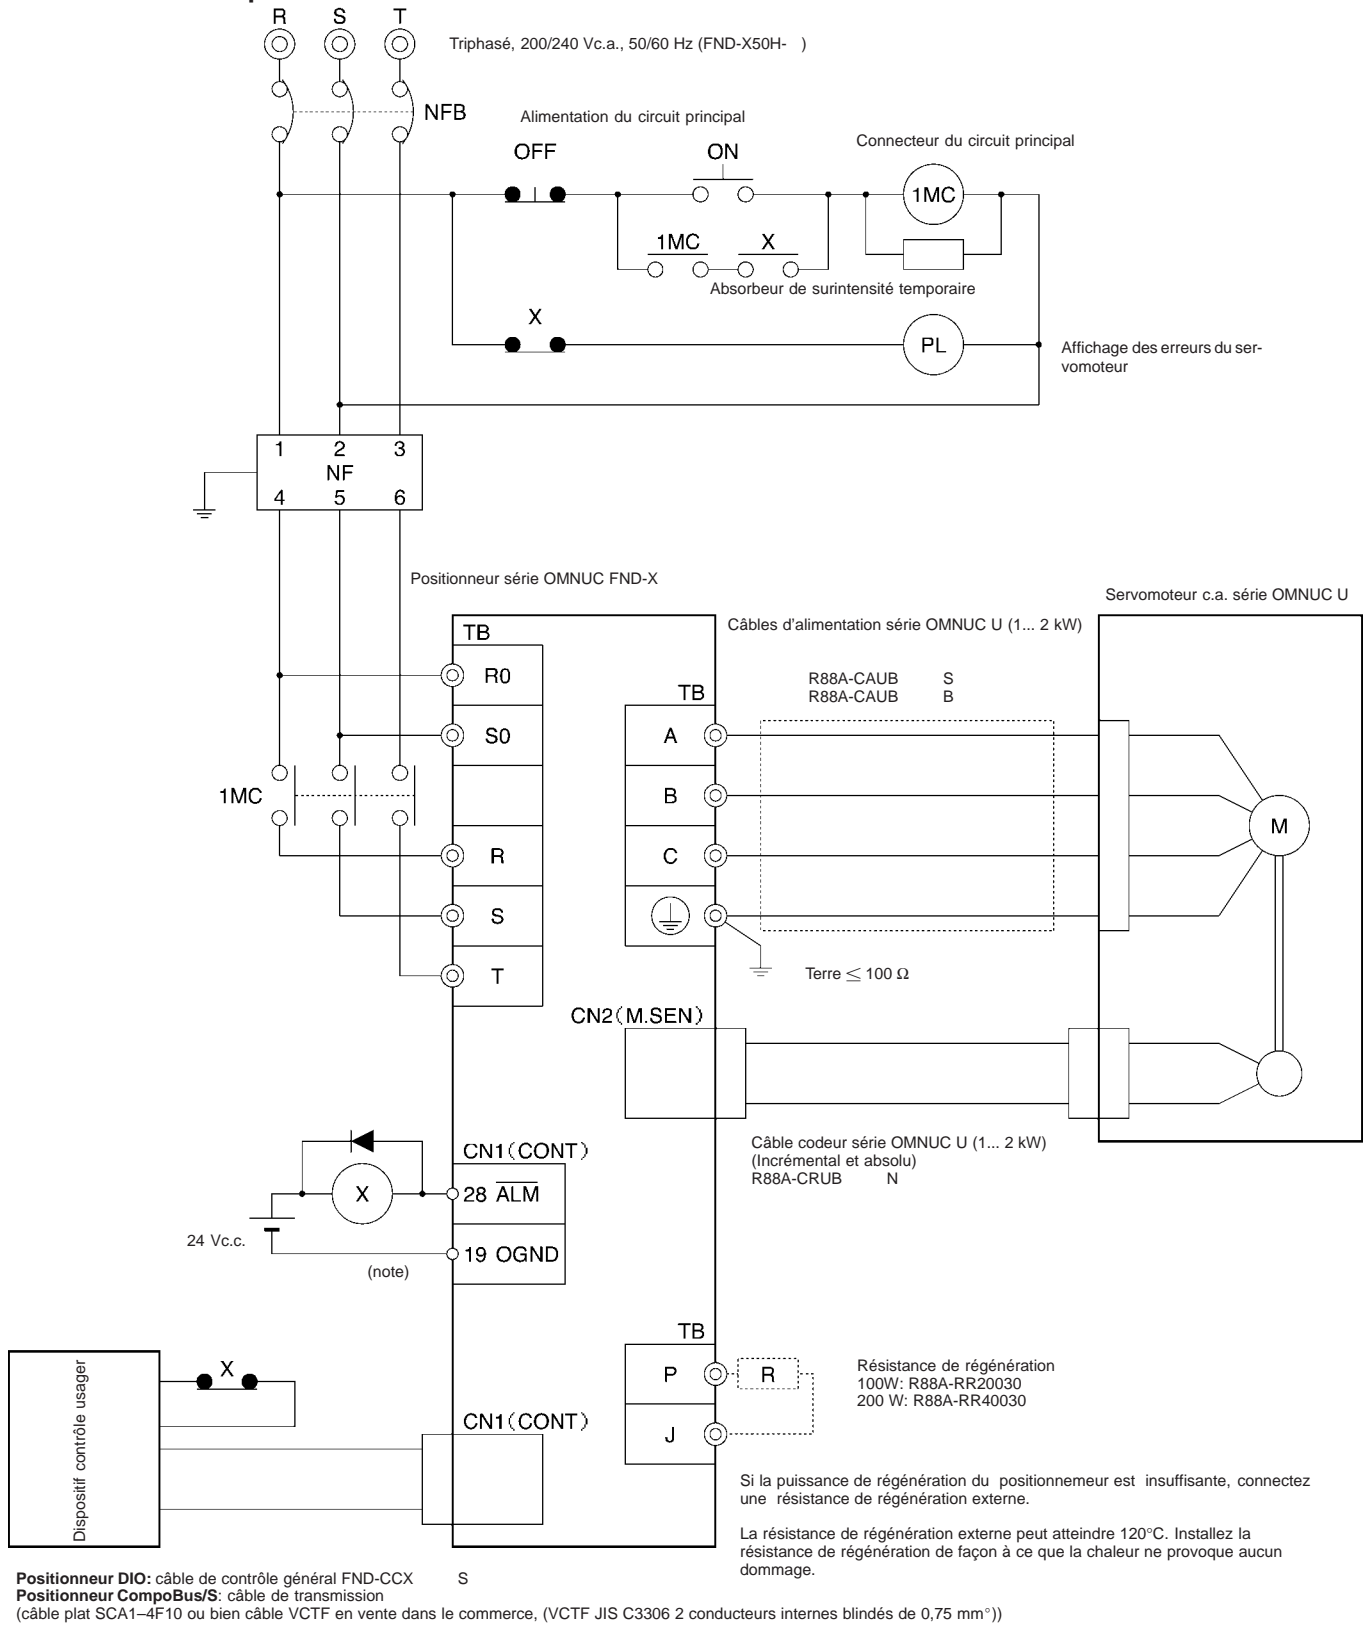 R S T
Triphasé, 200/240 Vc.a., 50/60 Hz (FND-X50H- )
NFB
Alimentation du circuit principal
Connecteur du circuit principal
OFF
ON
1MC
1MC
X
Absorbeur de surintensité temporaire
X
PL
Affichage des erreurs du ser-
vomoteur
1 2 3
NF
4 5 6
Positionneur série OMNUC FND-X
Servomoteur c.a. série OMNUC U
Câbles d'alimentation série OMNUC U (1... 2 kW)
TB
R0
R88A-CAUB S
R88A-CAUB B
TB
S0
A
1MC
B
M
R
C
S
T
Terre ≤ 100 Ω
CN2(M.SEN)
Câble codeur série OMNUC U (1... 2 kW)
(Incrémental et absolu)
R88A-CRUB N
CN1(CONT)
X
28 ALM
24 Vc.c.
19 OGND
(note)
TB
Dispositif contrôle usager
X
P
R
Résistance de régénération
100W: R88A-RR20030
200 W: R88A-RR40030
CN1(CONT)
J
Si la puissance de régénération du positionnemeur est insuffisante, connectez
une résistance de régénération externe.
La résistance de régénération externe peut atteindre 120°C. Installez la
résistance de régénération de façon à ce que la chaleur ne provoque aucun
dommage.
Positionneur DIO: câble de contrôle général FND-CCX S
Positionneur CompoBus/S: câble de transmission
(câble plat SCA1–4F10 ou bien câble VCTF en vente dans le commerce, (VCTF JIS C3306 2 conducteurs internes blindés de 0,75 mm°))